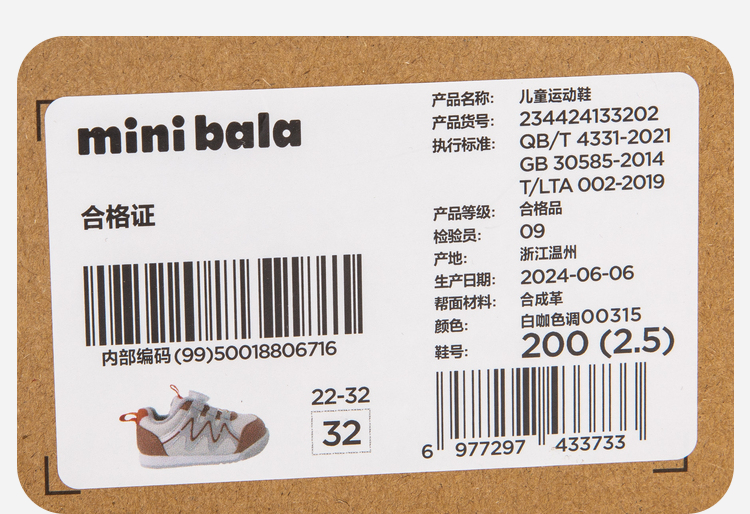 mini bala
合格证
内部编码(99)50018806716
22-32
32
产品名称: 儿童运动鞋
产品货号: 234424133202
执行标准: QB/T 4331-2021
GB 30585-2014
T/LTA 002-2019
产品等级: 合格品
检验员: 09
产地: 浙江温州
生产日期: 2024-06-06
帮面材料: 合成革
颜色: 白咖色调00315
鞋号: 200 (2.5)
6 977297 433733